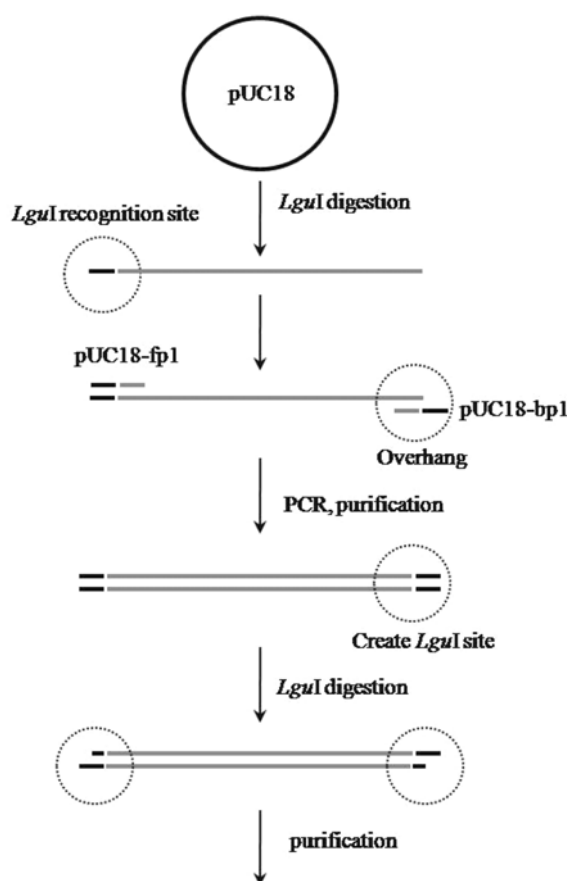 pUC18
LguI digestion
LguI recognition site
pUC18-fp1
pUC18-bp1
Overhang
PCR, purification
Create LguI site
LguI digestion
purification